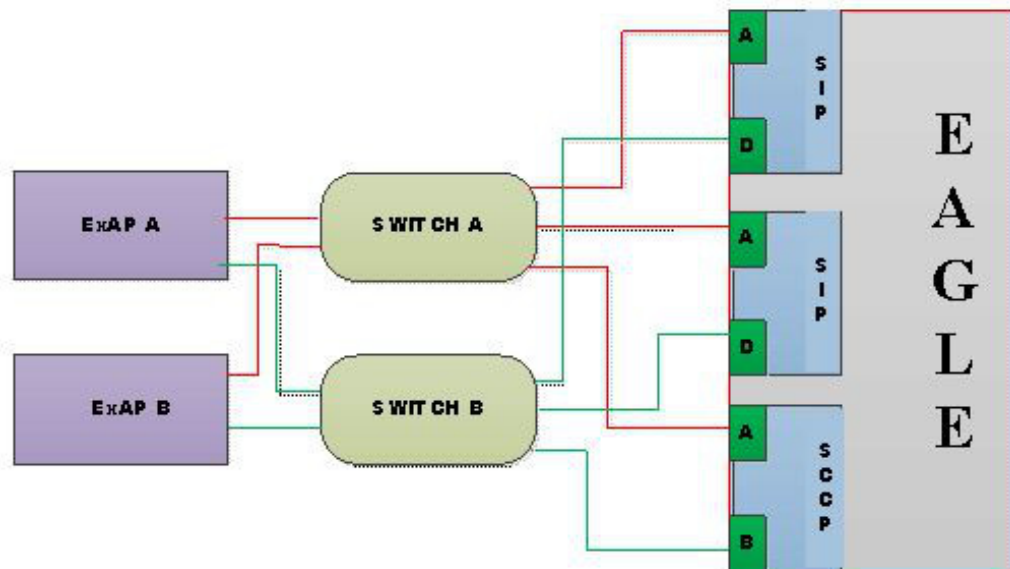 ExAP A
ExAP B
SWITCH A
SWITCH B
A
SIP
D
A
SIP
D
A
SCCP
B
EAGLE